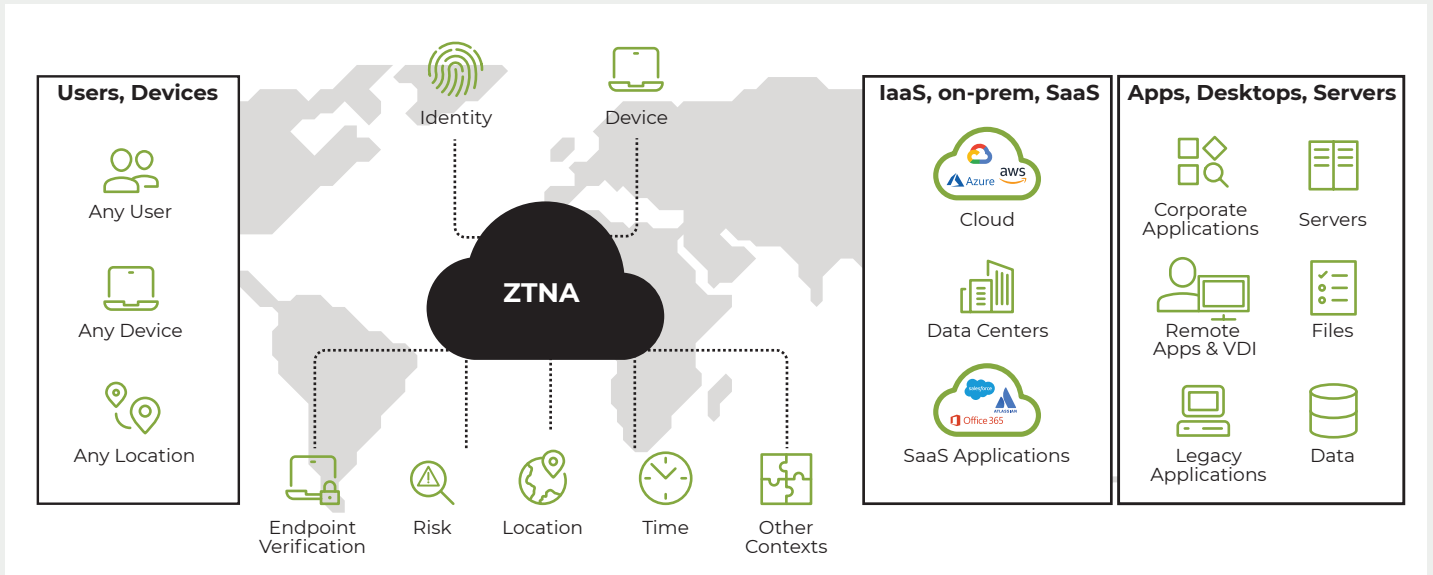 Users, Devices
Any User
Any Device
Any Location
Identity
Device
ZTNA
Endpoint
Verification
Risk
Location
Time
Other
Contexts
IaaS, on-prem, SaaS
Azure
aws
Cloud
Data Centers
salesforce
ATLASSIAN
Office 365
SaaS Applications
Apps, Desktops, Servers
Corporate
Applications
Servers
Remote
Apps & VDI
Files
Legacy
Applications
Data